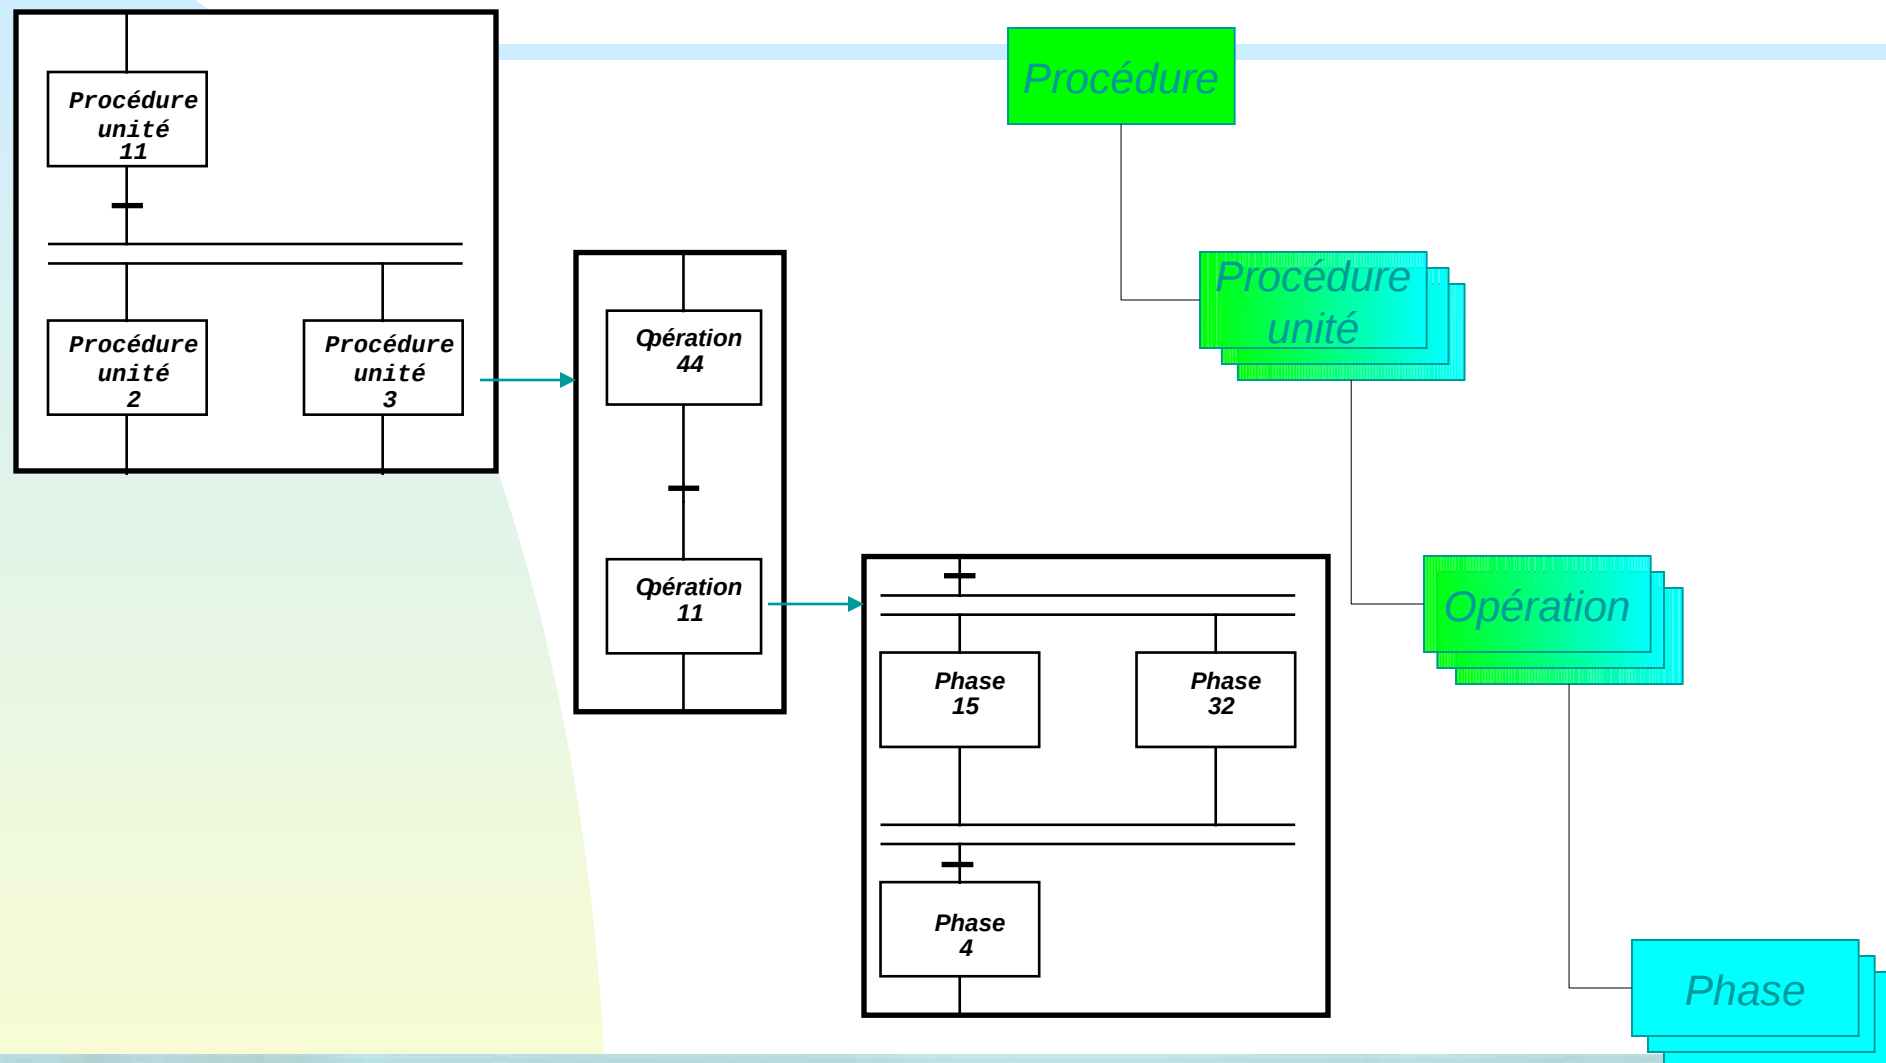 Procédure
unité
11
Procédure
unité
2
Procédure
unité
3
Opération
44
Opération
11
Phase
15
Phase
32
Phase
4
Procédure
Procédure
unité
Opération
Phase